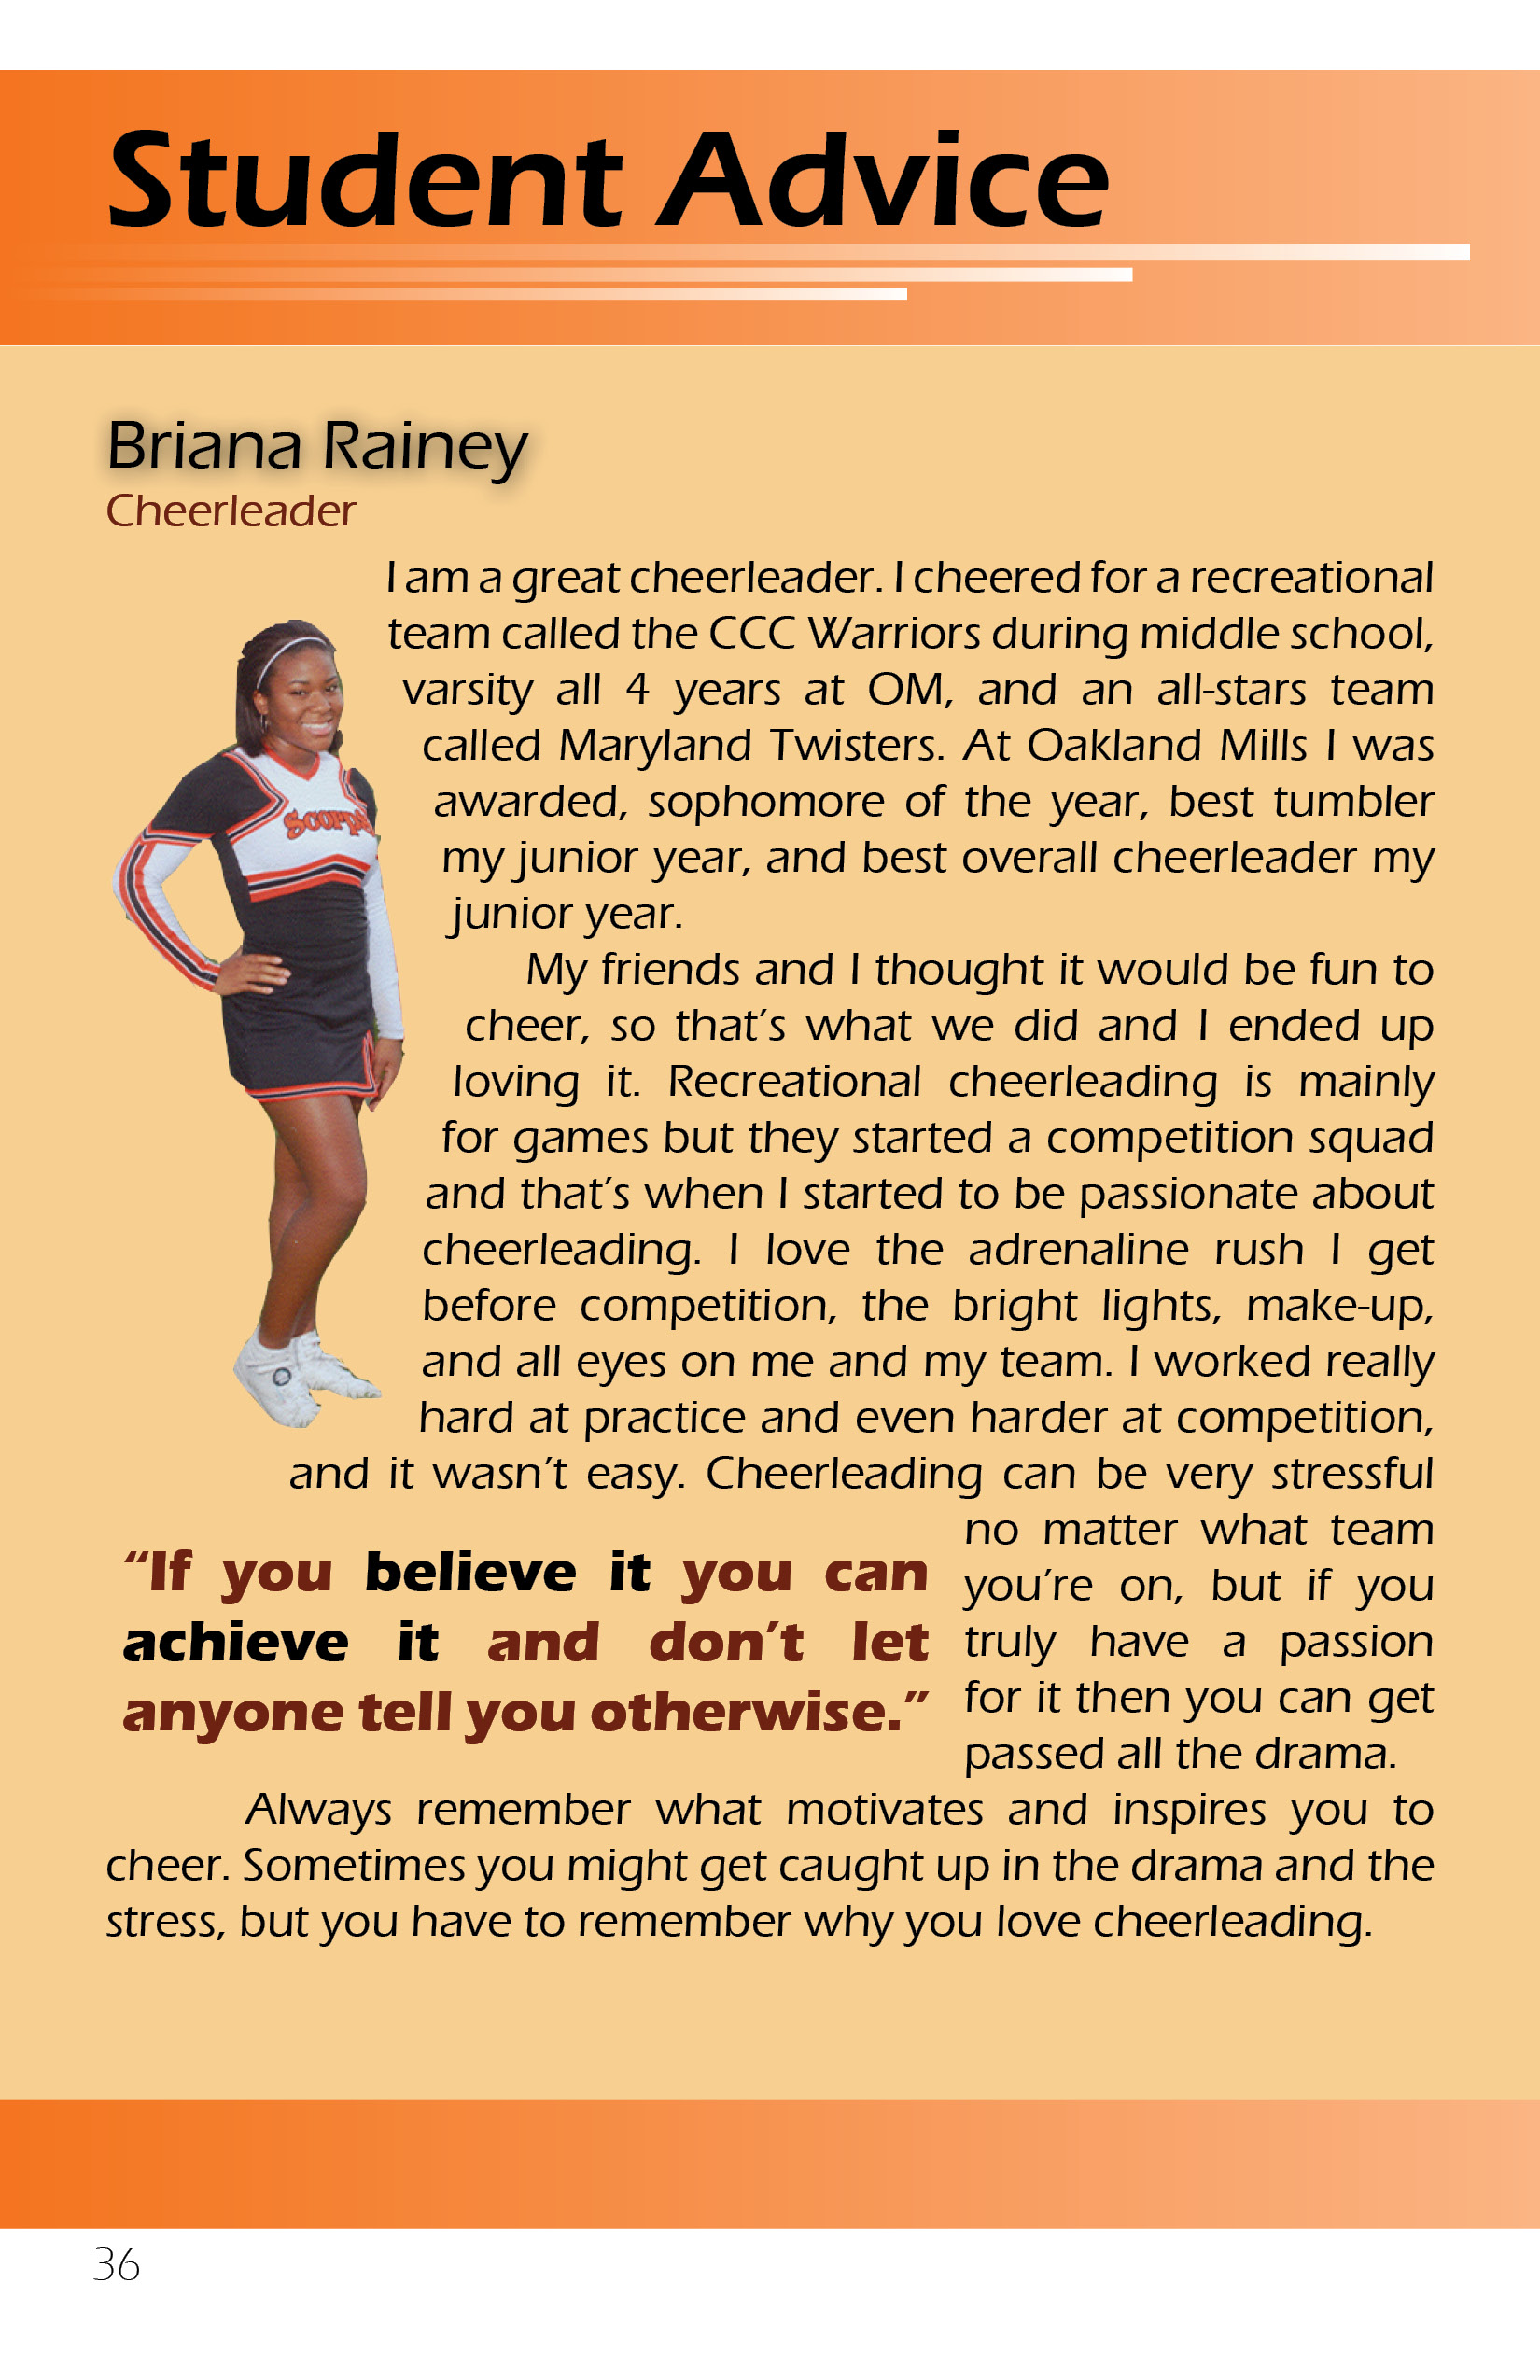 Student Advice
Briana Rainey
Cheerleader
I am a great cheerleader. I cheered for a recreational
team called the CCC Warriors during middle school,
varsity all 4 years at OM, and an all-stars team
called Maryland Twisters. At Oakland Mills I was
awarded, sophomore of the year, best tumbler
my junior year, and best overall cheerleader my
junior year.
My friends and I thought it would be fun to
cheer, so that's what we did and I ended up
loving it. Recreational cheerleading is mainly
for games but they started a competition squad
and that's when I started to be passionate about
cheerleading. I love the adrenaline rush I get
before competition, the bright lights, make-up,
and all eyes on me and my team. I worked really
hard at practice and even harder at competition,
and it wasn't easy. Cheerleading can be very stressful
no matter what team
you're on, but if you
truly have a passion
for it then you can get
passed all the drama.
"If you believe it you can
achieve it and don't let
anyone tell you otherwise."
Always remember what motivates and inspires you to
cheer. Sometimes you might get caught up in the drama and the
stress, but you have to remember why you love cheerleading.
36